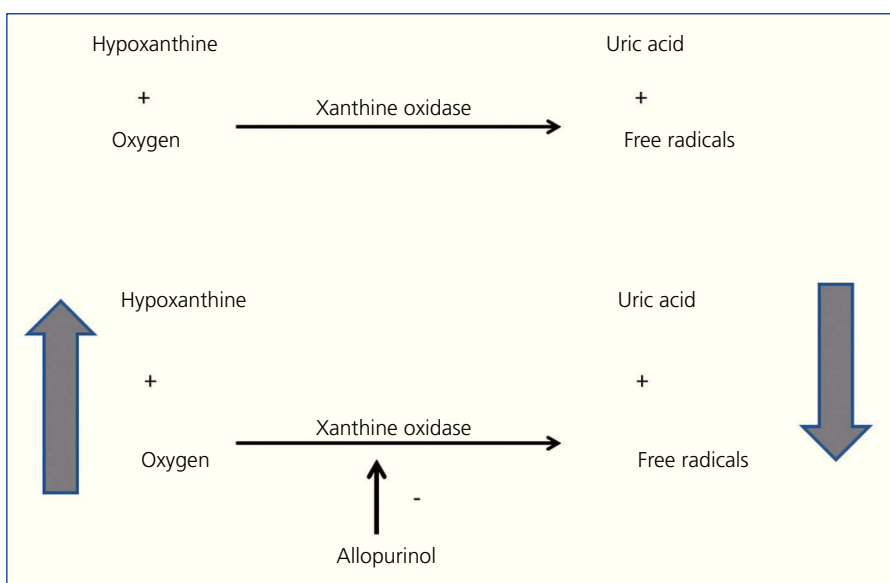 Hypoxanthine Uric acid
+ Xanthine oxidase +
Oxygen Free radicals
Hypoxanthine Uric acid
+ +
Xanthine oxidase
Oxygen Free radicals
-
Allopurinol